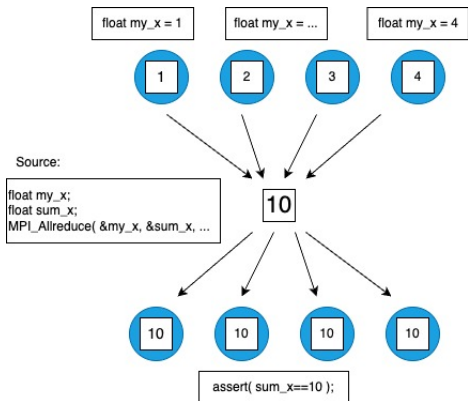 float my_x = 1
float my_x = ...
float my_x = 4
1
2
3
4
Source:
float my_x;
float sum_x;
MPI_Allreduce( &my_x, &sum_x, ...
10
10
10
10
10
assert( sum_x==10 );